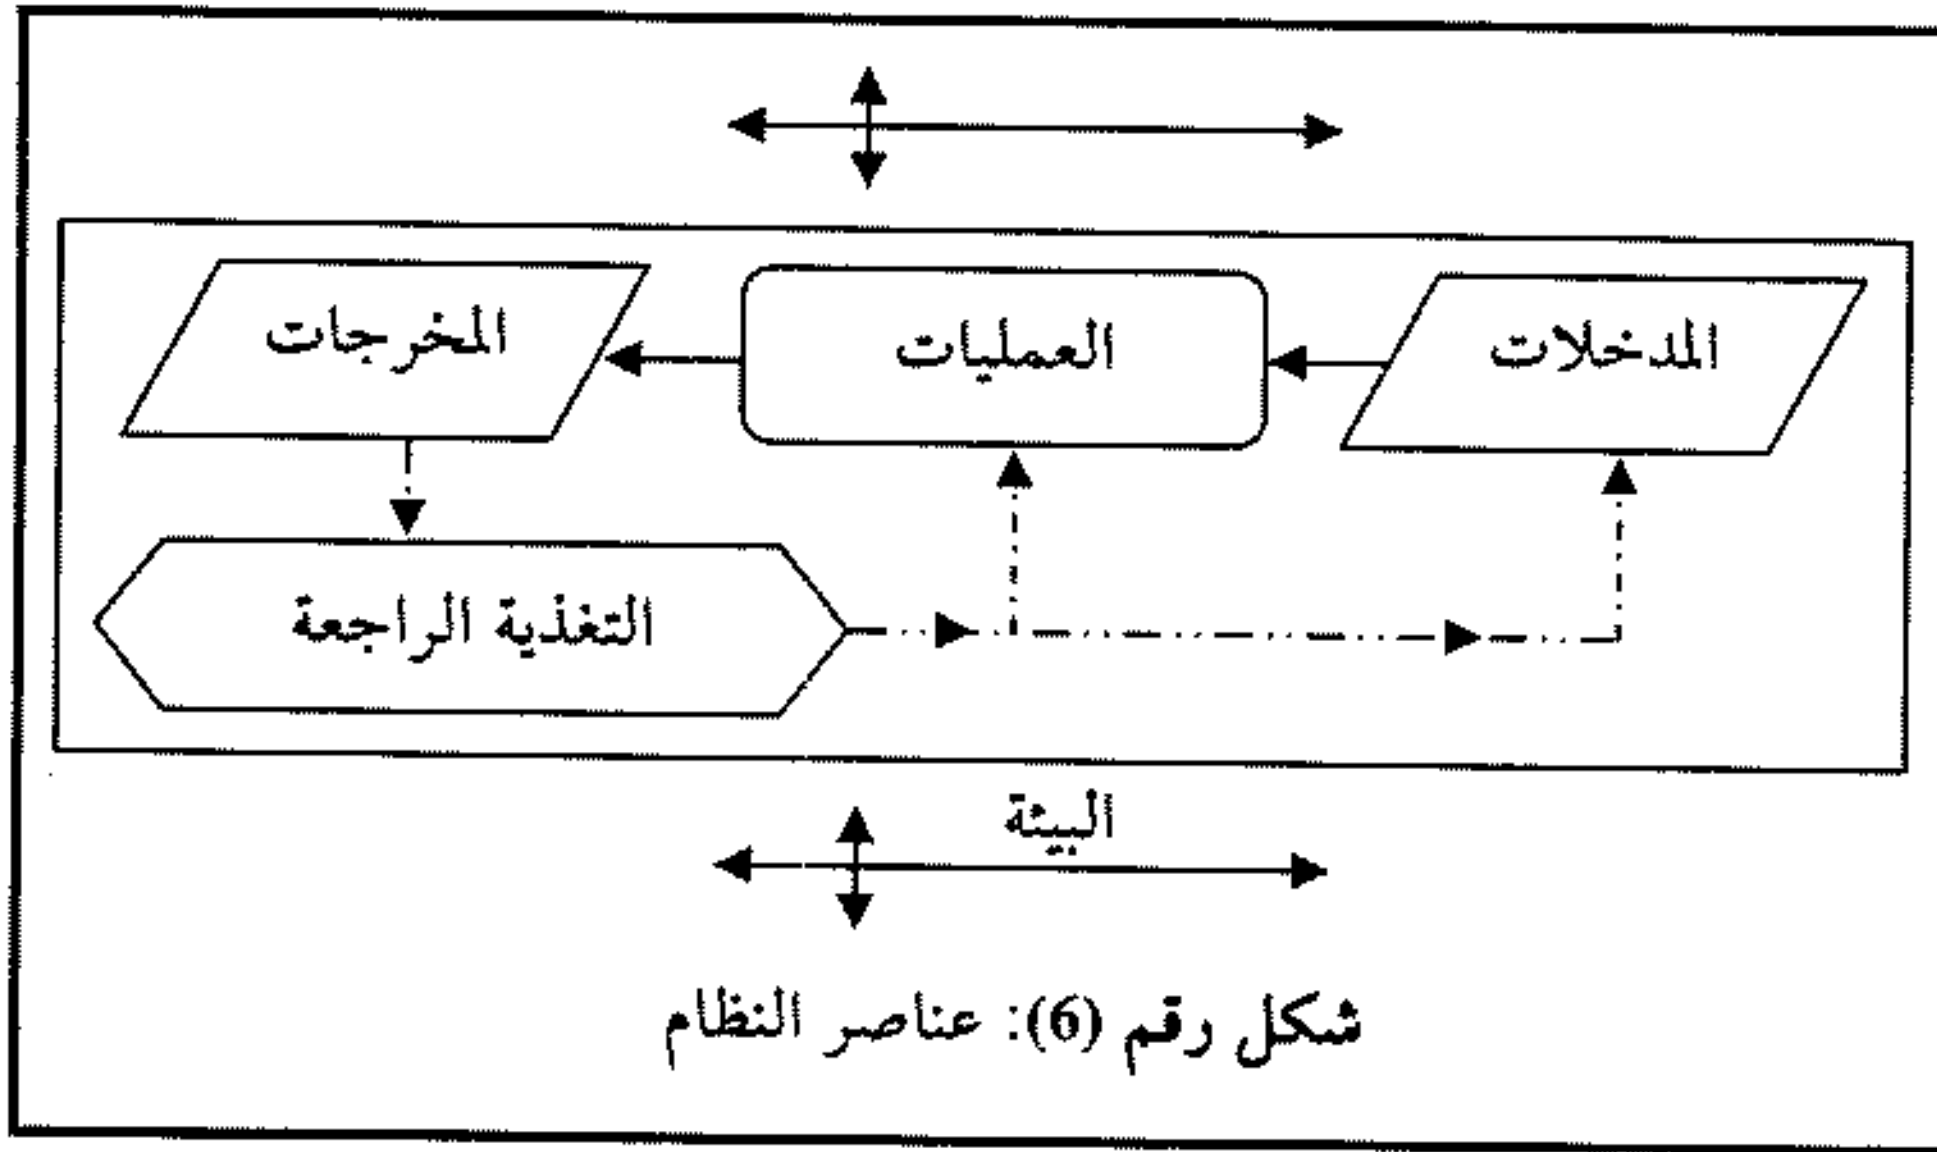 المدخلات
العمليات
المخرجات
التغذية الراجعة
البيئة
شكل رقم (6): عناصر النظام